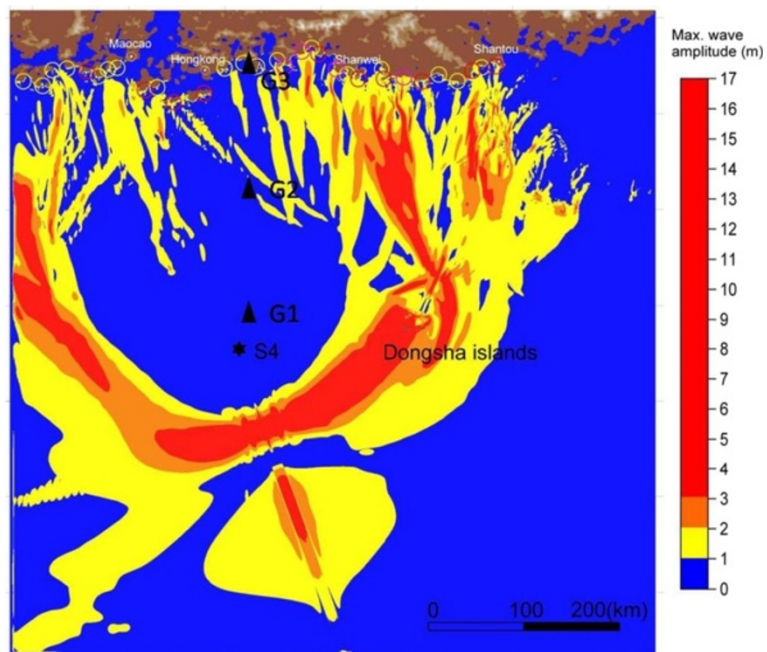 Max. wave
amplitude (m)
Maocao
Hongkong
Shanwei
Shantou
G3
G2
G1
S4
Dongsha islands
0 100 200(km)
17
16
15
14
13
12
11
10
9
8
7
6
5
4
3
2
1
0